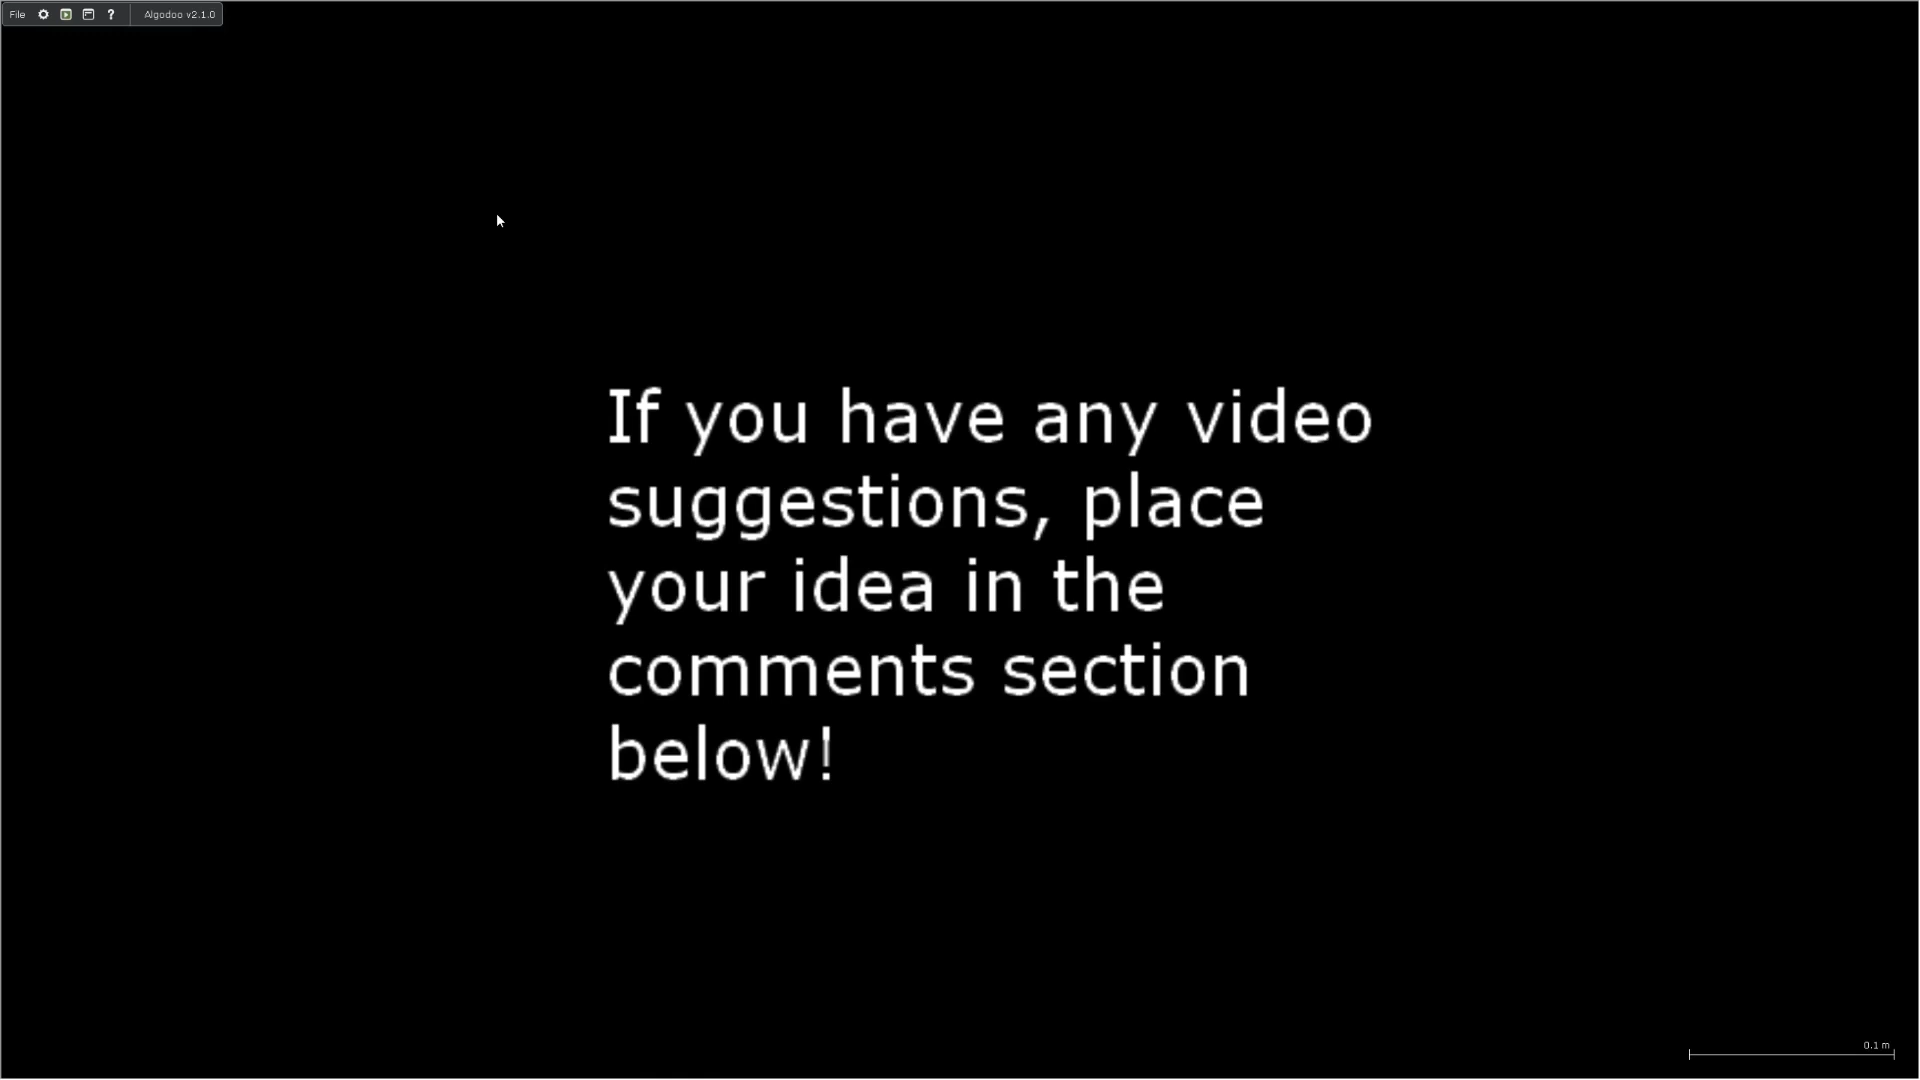 File ? Algodoo v2.1.0
If you have any video
suggestions, place
your idea in the
comments section
below!
0.1 m